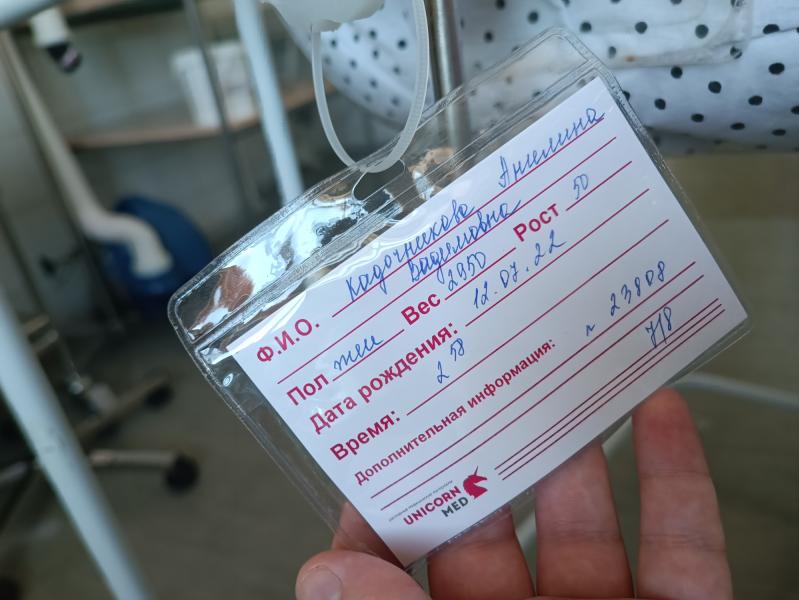 Ф.И.О. Кадочникова Ангелина
Вадимовна
Пол жен Вес 2950 Рост 50
Дата рождения: 12.07.22
Время: 2 58
Дополнительная информация: 23808
7/8
UNICORN
MED